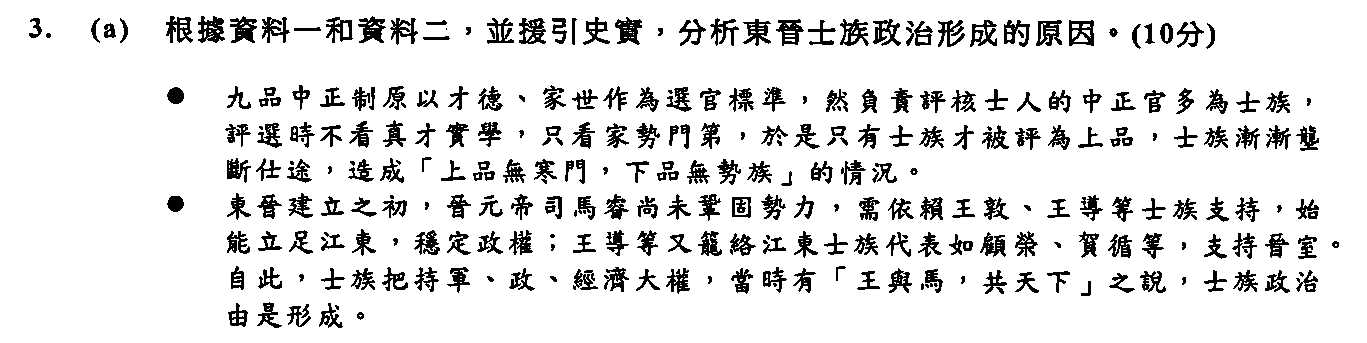 3. (a) 根據資料一和資料二，並援引史實，分析東晉士族政治形成的原因。(10分)
● 九品中正制原以才德、家世作為選官標準，然負責評核士人的中正官多為士族，
評選時不看真才實學，只看家勢門第，於是只有士族才被評為上品，士族漸漸壟
斷仕途，造成「上品無寒門，下品無勢族」的情況。
● 東晉建立之初，晉元帝司馬睿尚未鞏固勢力，需依賴王敦、王導等士族支持，始
能立足江東，穩定政權；王導等又籠絡江東士族代表如顧榮、賀循等，支持晉室。
自此，士族把持軍、政、經濟大權，當時有「王與馬，共天下」之說，士族政治
由是形成。